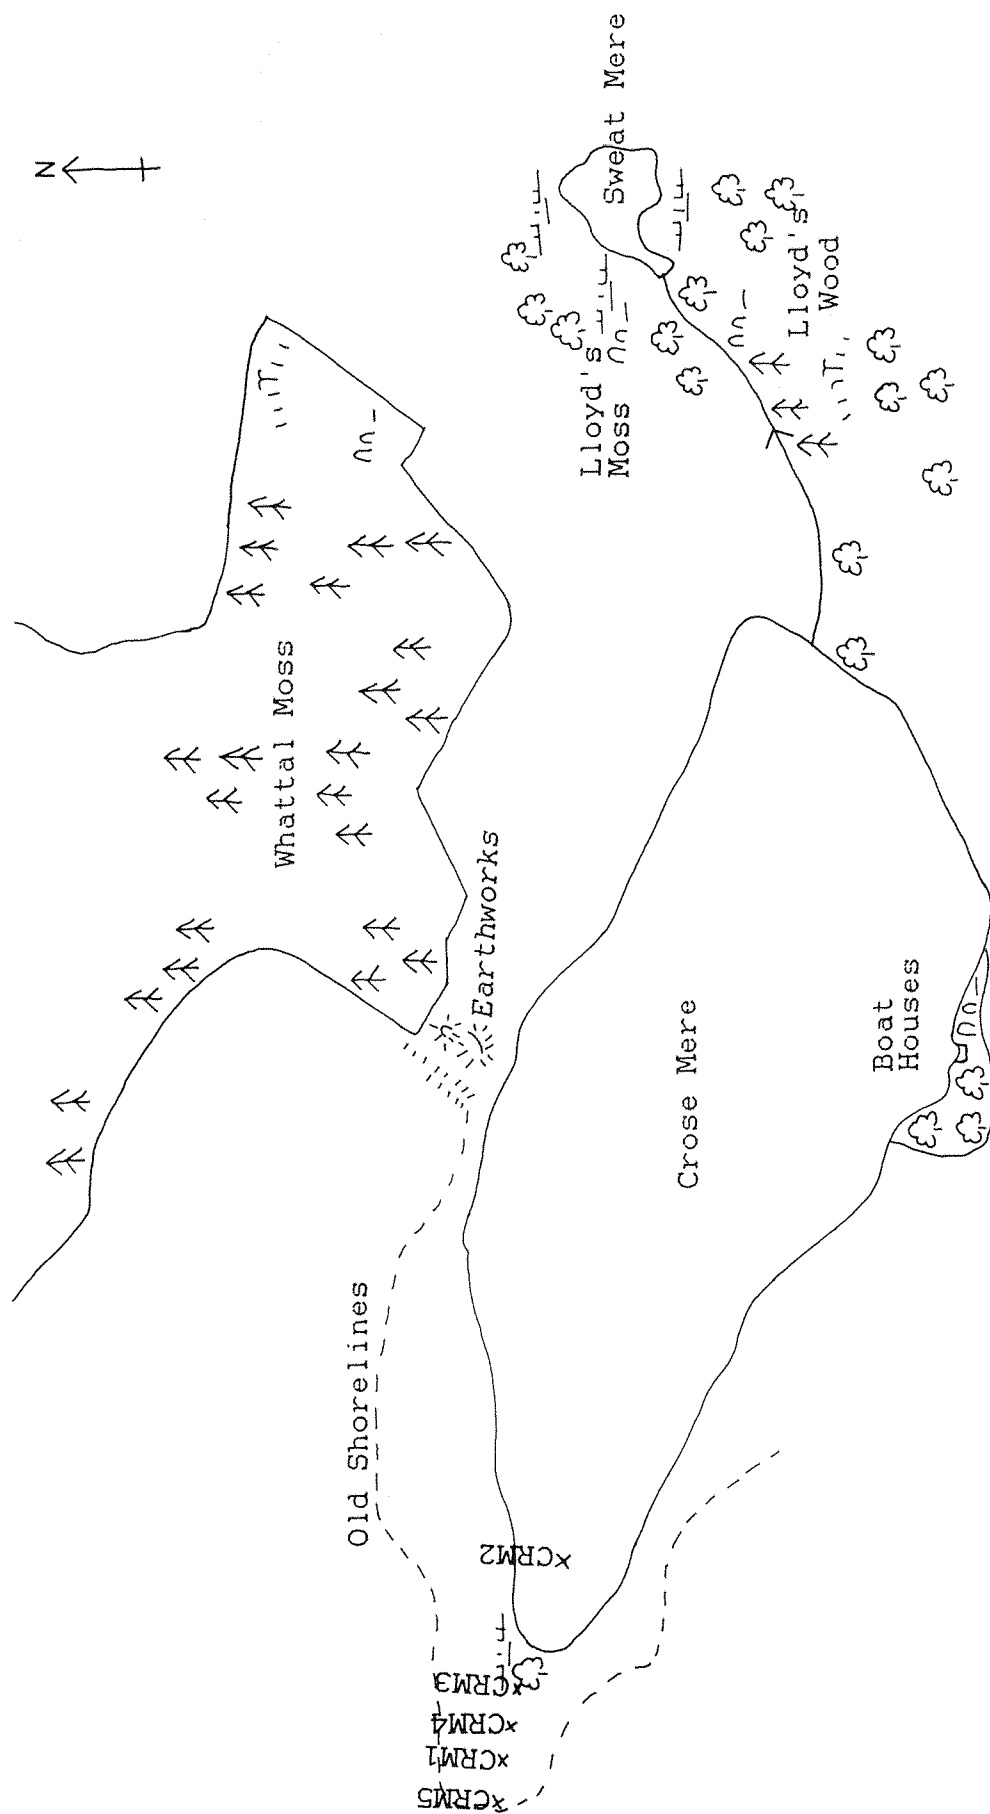 N
Sweat Mere
Lloyd's
Moss
Lloyd's
Wood
Whattal Moss
Earthworks
Crose Mere
Boat
Houses
Old Shorelines
×CRM2
×CRM3
×CRM4
×CRM1
×CRM5